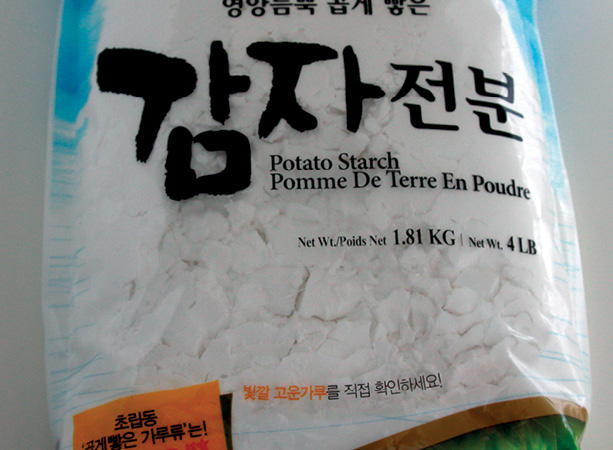 영양듬뿍 곱게 빻은
감자전분
Potato Starch
Pomme De Terre En Poudre
Net Wt./Poids Net 1.81 KG | Net Wt. 4 LB
빛깔 고운가루를 직접 확인하세요!
초립동
'곱게빻은 가루류'는!